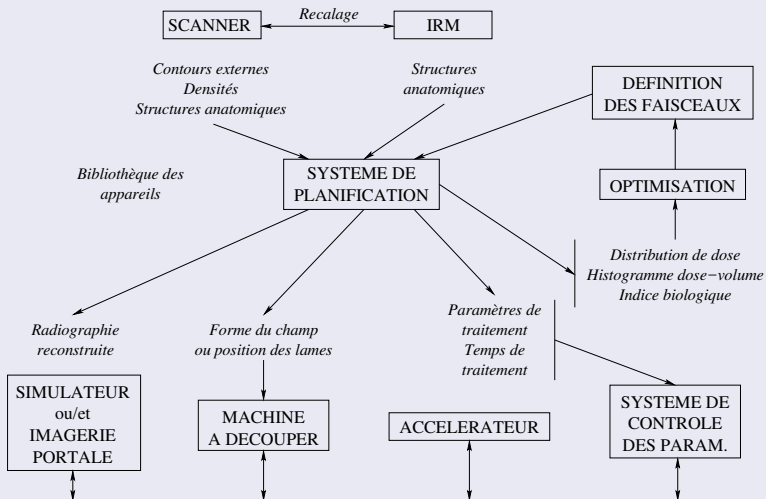 Recalage
SCANNER
IRM
Contours externes
Densités
Structures anatomiques
Structures
anatomiques
DEFINITION
DES FAISCEAUX
Bibliothèque des
appareils
SYSTEME DE
PLANIFICATION
OPTIMISATION
Distribution de dose
Histogramme dose−volume
Indice biologique
Radiographie
reconstruite
Forme du champ
ou position des lames
Paramètres de
traitement
Temps de
traitement
SIMULATEUR
ou/et
IMAGERIE
PORTALE
MACHINE
A DECOUPER
ACCELERATEUR
SYSTEME DE
CONTROLE
DES PARAM.